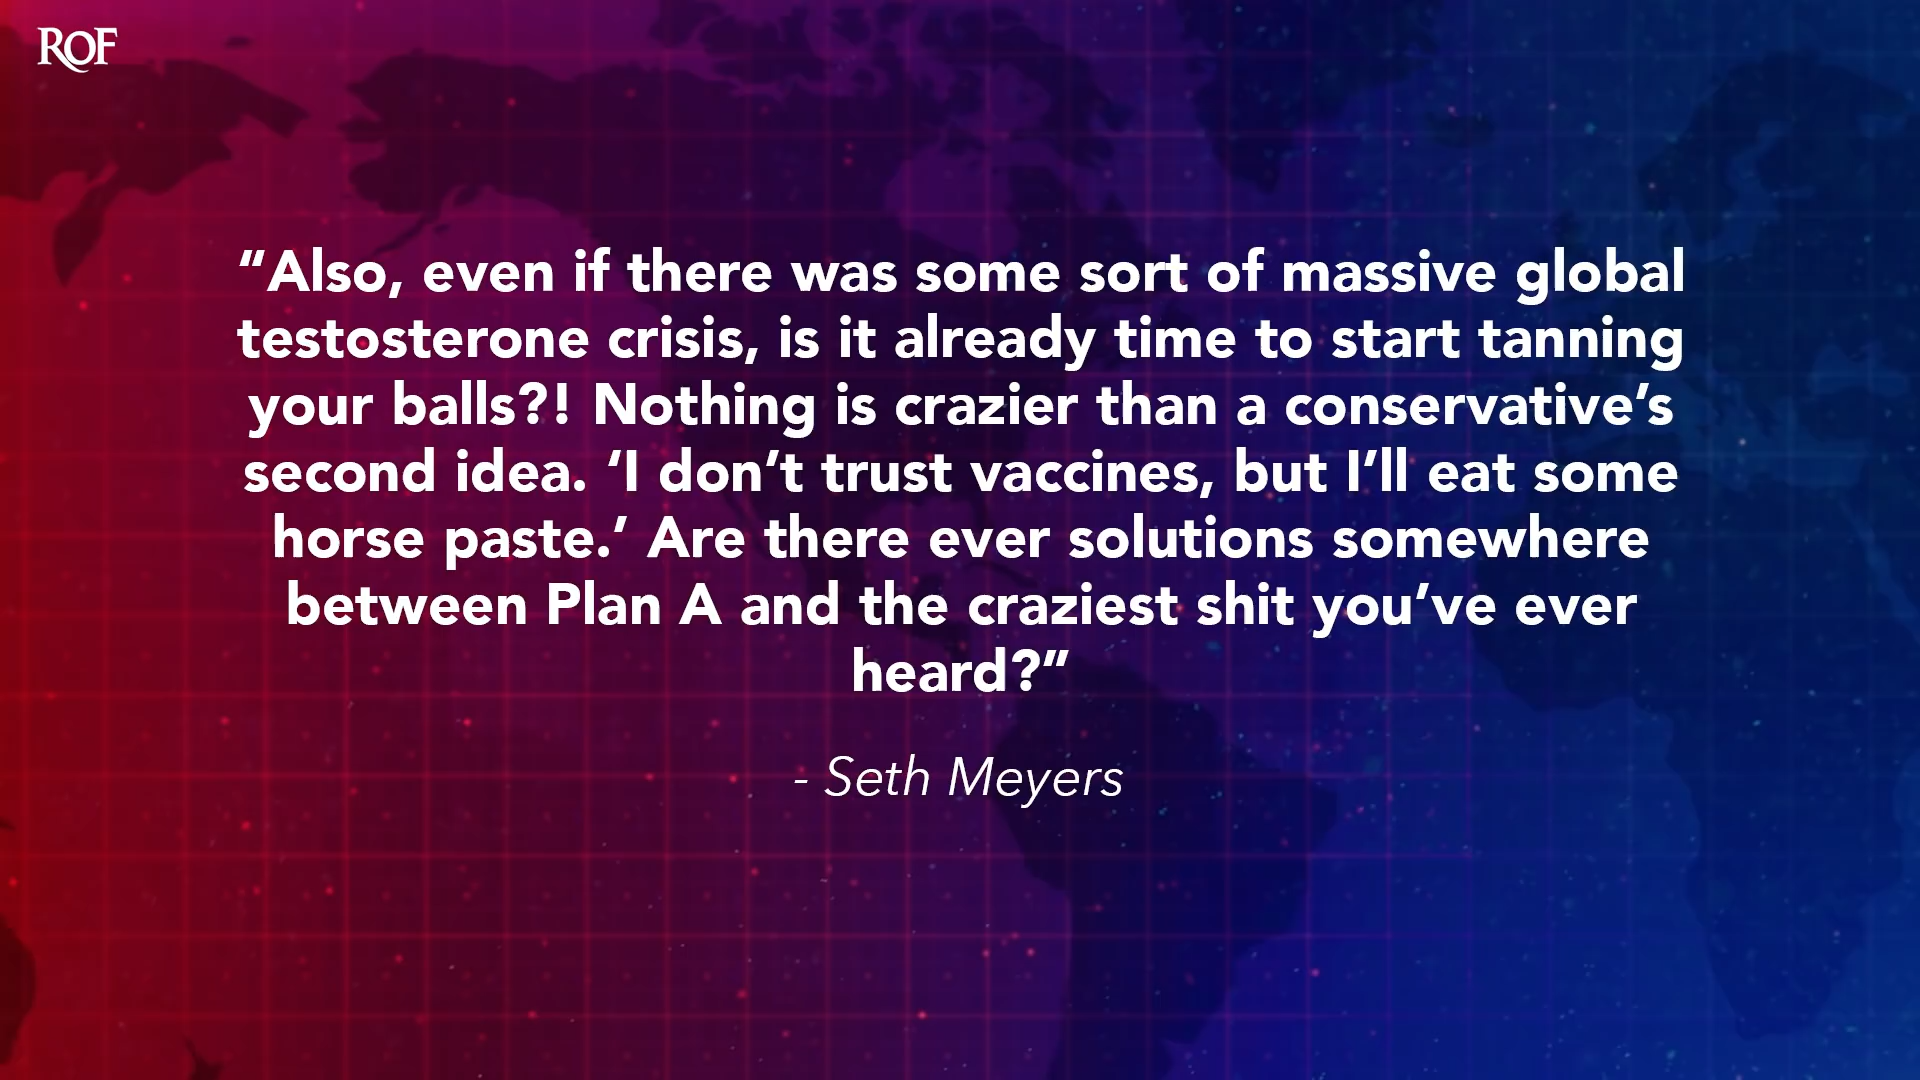 ROF
“Also, even if there was some sort of massive global
testosterone crisis, is it already time to start tanning
your balls?! Nothing is crazier than a conservative’s
second idea. ‘I don’t trust vaccines, but I’ll eat some
horse paste.’ Are there ever solutions somewhere
between Plan A and the craziest shit you’ve ever
heard?”
- Seth Meyers